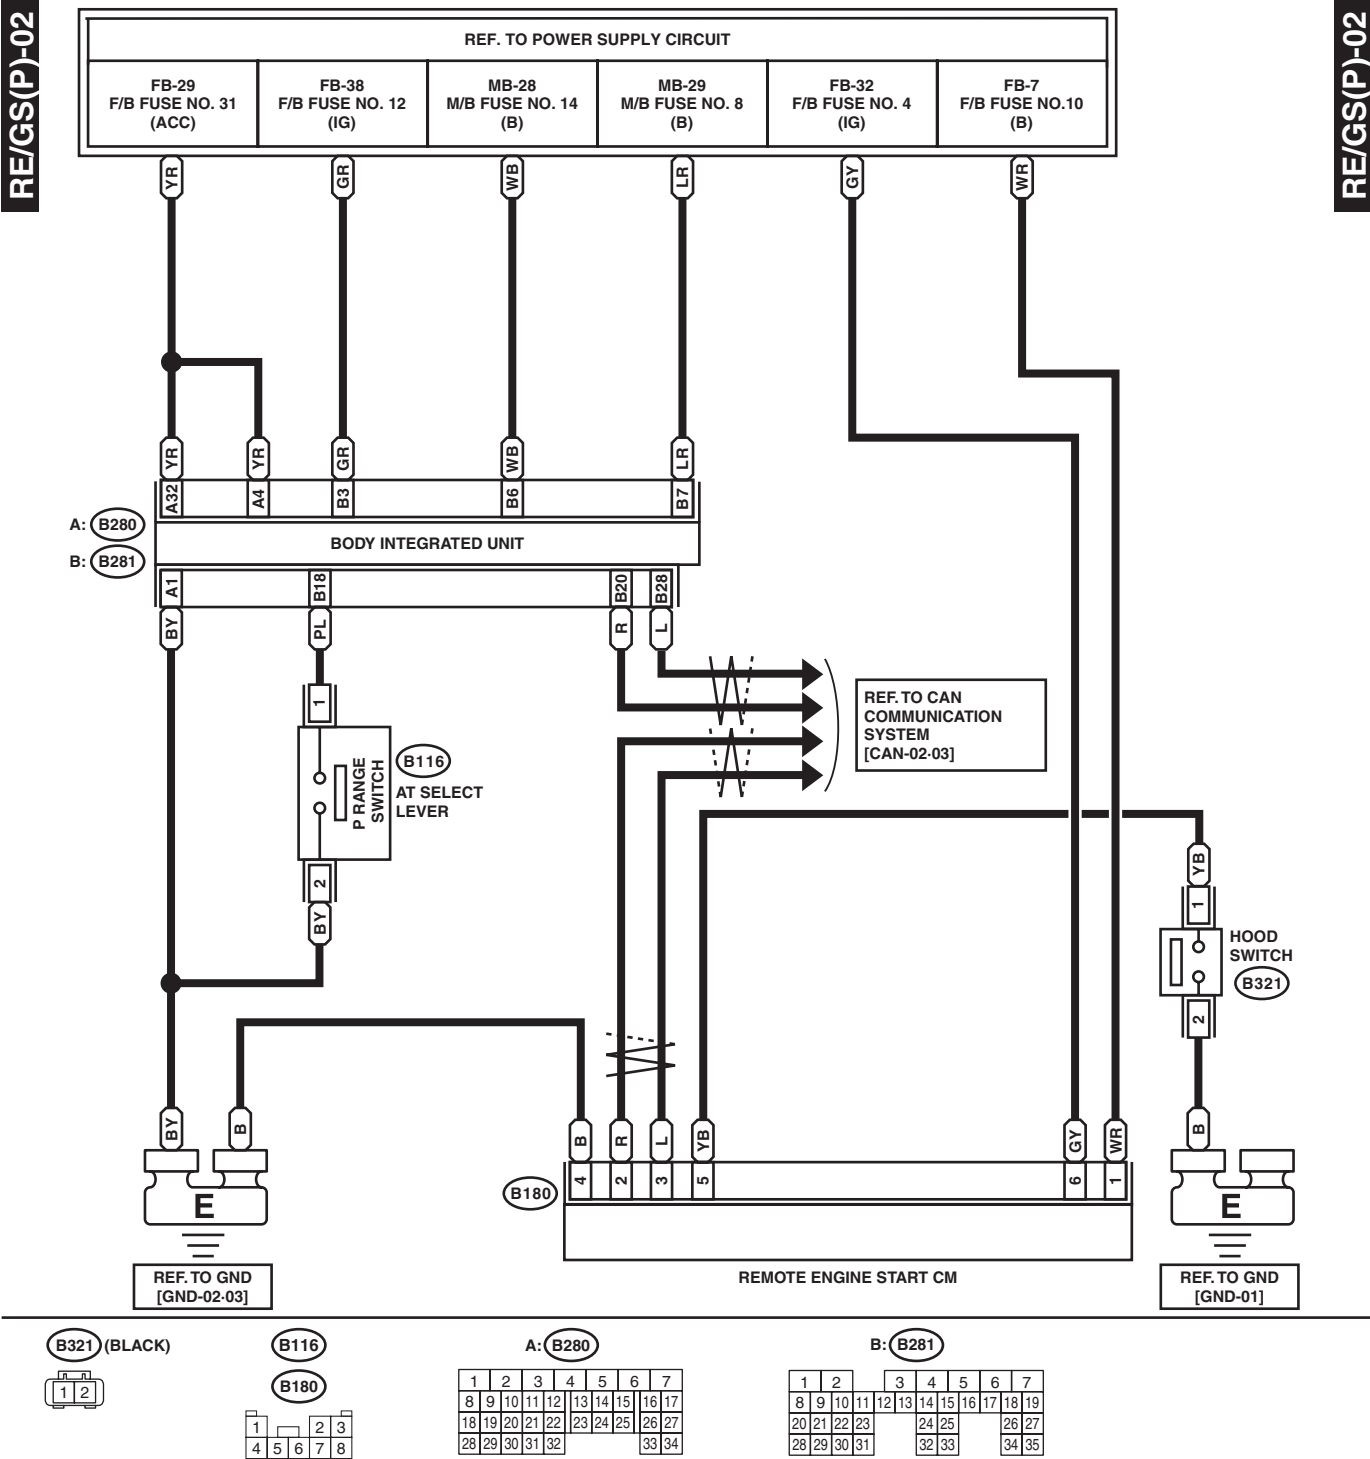 RE/GS(P)-02
RE/GS(P)-02
REF. TO POWER SUPPLY CIRCUIT
FB-29
F/B FUSE NO. 31
(ACC)
FB-38
F/B FUSE NO. 12
(IG)
MB-28
M/B FUSE NO. 14
(B)
MB-29
M/B FUSE NO. 8
(B)
FB-32
F/B FUSE NO. 4
(IG)
FB-7
F/B FUSE NO.10
(B)
YR
GR
WB
LR
GY
WR
YR
YR
GR
WB
LR
A32
A4
B3
B6
B7
A: B280
B: B281
BODY INTEGRATED UNIT
A1
B18
B20
B28
BY
PL
R
L
REF. TO CAN
COMMUNICATION
SYSTEM
[CAN-02·03]
1
P RANGE
SWITCH
B116
AT SELECT
LEVER
2
BY
YB
1
HOOD
SWITCH
B321
2
BY
B
B
R
L
YB
GY
WR
B
B180
4
2
3
5
6
1
E
E
REF. TO GND
[GND-02·03]
REMOTE ENGINE START CM
REF. TO GND
[GND-01]
B321 (BLACK)
1 2
B116
B180
1 2 3
4 5 6 7 8
A: B280
1 2 3 4 5 6 7
8 9 10 11 12 13 14 15 16 17
18 19 20 21 22 23 24 25 26 27
28 29 30 31 32 33 34
B: B281
1 2 3 4 5 6 7
8 9 10 11 12 13 14 15 16 17 18 19
20 21 22 23 24 25 26 27
28 29 30 31 32 33 34 35